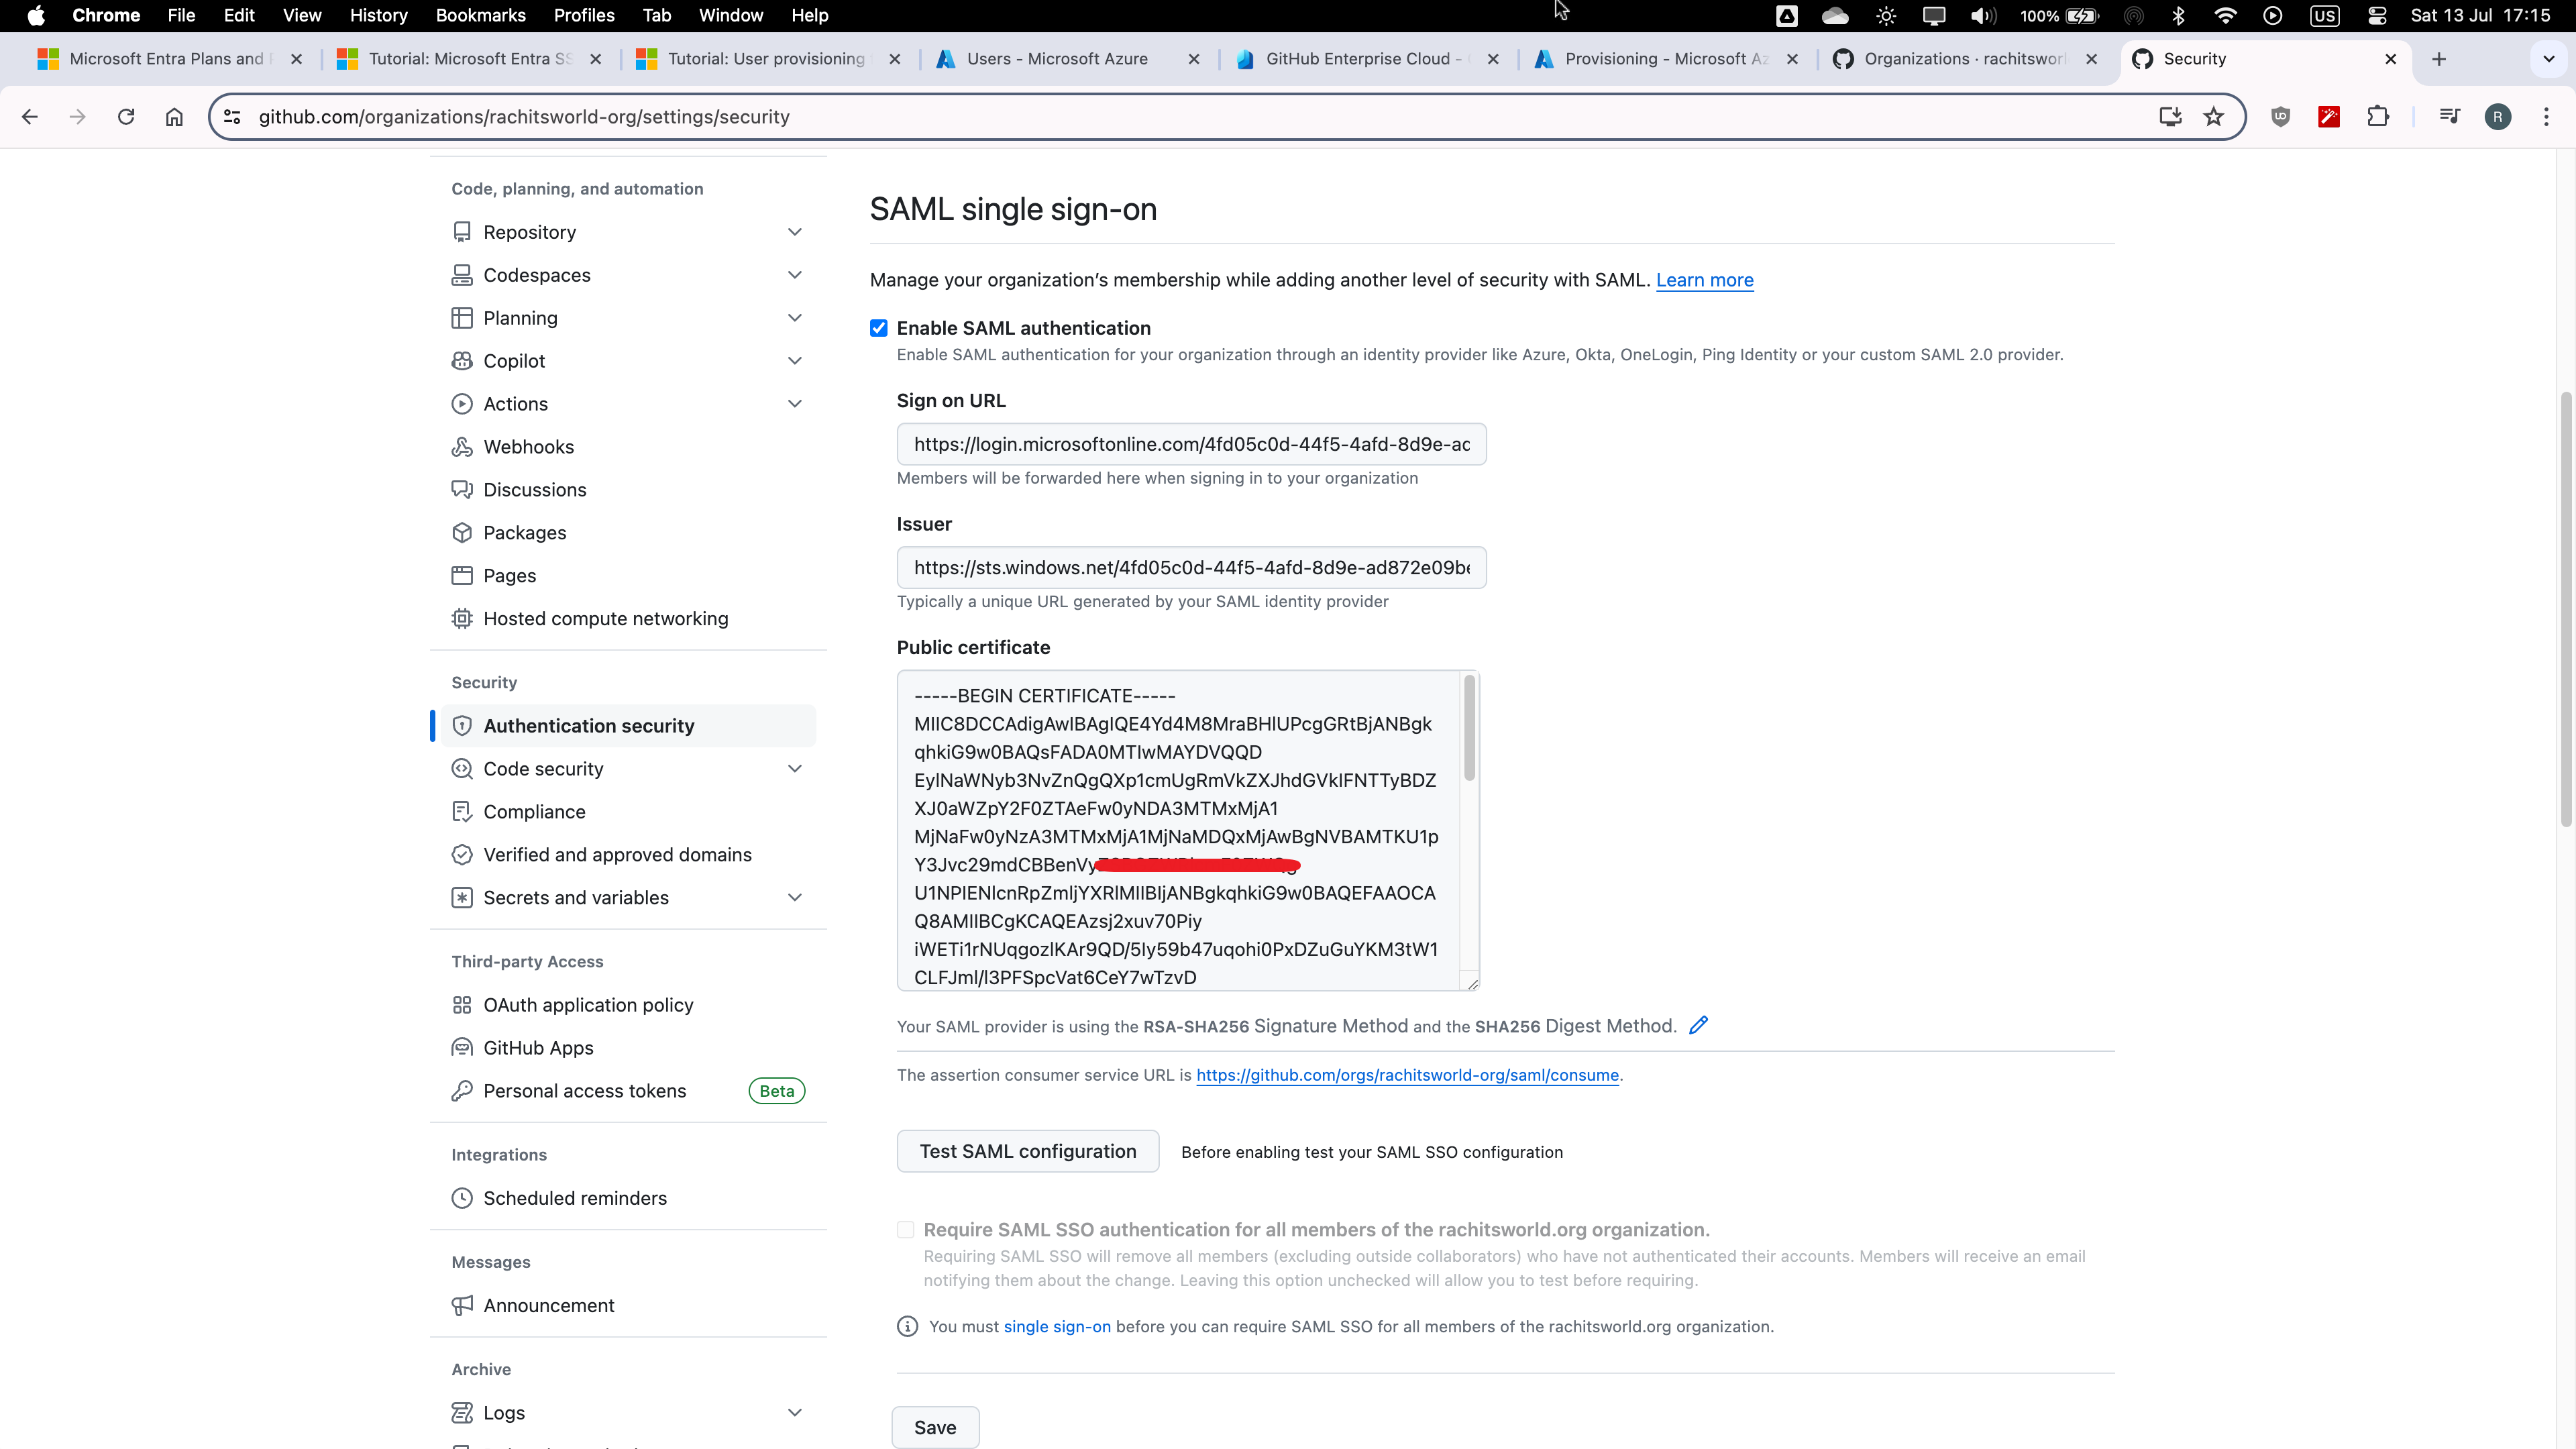 Chrome File Edit View History Bookmarks Profiles Tab Window Help
100% US Sat 13 Jul 17:15
Microsoft Entra Plans and
Tutorial: Microsoft Entra SS
Tutorial: User provisioning
Users - Microsoft Azure
GitHub Enterprise Cloud -
Provisioning - Microsoft Az
Organizations · rachitsworl
Security
github.com/organizations/rachitsworld-org/settings/security
R
Code, planning, and automation
Repository
Codespaces
Planning
Copilot
Actions
Webhooks
Discussions
Packages
Pages
Hosted compute networking
Security
Authentication security
Code security
Compliance
Verified and approved domains
Secrets and variables
Third-party Access
OAuth application policy
GitHub Apps
Personal access tokens Beta
Integrations
Scheduled reminders
Messages
Announcement
Archive
Logs
SAML single sign-on
Manage your organization’s membership while adding another level of security with SAML. Learn more
Enable SAML authentication
Enable SAML authentication for your organization through an identity provider like Azure, Okta, OneLogin, Ping Identity or your custom SAML 2.0 provider.
Sign on URL
https://login.microsoftonline.com/4fd05c0d-44f5-4afd-8d9e-ad
Members will be forwarded here when signing in to your organization
Issuer
https://sts.windows.net/4fd05c0d-44f5-4afd-8d9e-ad872e09be
Typically a unique URL generated by your SAML identity provider
Public certificate
-----BEGIN CERTIFICATE-----
MIIC8DCCAdigAwIBAgIQE4Yd4M8MraBHlUPcgGRtBjANBgk
qhkiG9w0BAQsFADA0MTIwMAYDVQQD
EylNaWNyb3NvZnQgQXp1cmUgRmVkZXJhdGVkIFNTTyBDZ
XJ0aWZpY2F0ZTAeFw0yNDA3MTMxMjA1
MjNaFw0yNzA3MTMxMjA1MjNaMDQxMjAwBgNVBAMTKU1p
Y3Jvc29mdCBBenVy
U1NPIENlcnRpZmljYXRlMIIBIjANBgkqhkiG9w0BAQEFAAOCA
Q8AMIIBCgKCAQEAzsj2xuv70Piy
iWETi1rNUqgozlKAr9QD/5Iy59b47uqohi0PxDZuGuYKM3tW1
CLFJml/l3PFSpcVat6CeY7wTzvD
Your SAML provider is using the RSA-SHA256 Signature Method and the SHA256 Digest Method.
The assertion consumer service URL is https://github.com/orgs/rachitsworld-org/saml/consume.
Test SAML configuration Before enabling test your SAML SSO configuration
Require SAML SSO authentication for all members of the rachitsworld.org organization.
Requiring SAML SSO will remove all members (excluding outside collaborators) who have not authenticated their accounts. Members will receive an email
notifying them about the change. Leaving this option unchecked will allow you to test before requiring.
You must single sign-on before you can require SAML SSO for all members of the rachitsworld.org organization.
Save